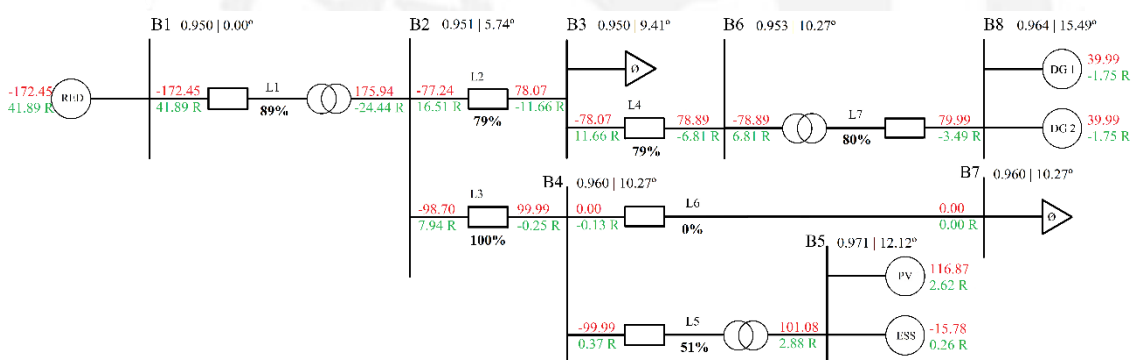 B1 0.950 | 0.00º
B2 0.951 | 5.74º
B3 0.950 | 9.41º
B6 0.953 | 10.27º
B8 0.964 | 15.49º
-172.45
41.89 R
RED
-172.45
41.89 R
L1
89%
175.94
-24.44 R
-77.24
16.51 R
L2
79%
78.07
-11.66 R
Ø
-78.07
11.66 R
L4
79%
78.89
-6.81 R
-78.89
6.81 R
L7
80%
79.99
-3.49 R
DG 1
39.99
-1.75 R
DG 2
39.99
-1.75 R
B4 0.960 | 10.27º
B7 0.960 | 10.27º
-98.70
7.94 R
L3
100%
99.99
-0.25 R
0.00
-0.13 R
L6
0%
0.00
0.00 R
Ø
B5 0.971 | 12.12º
PV
116.87
2.62 R
-99.99
0.37 R
L5
51%
101.08
2.88 R
ESS
-15.78
0.26 R